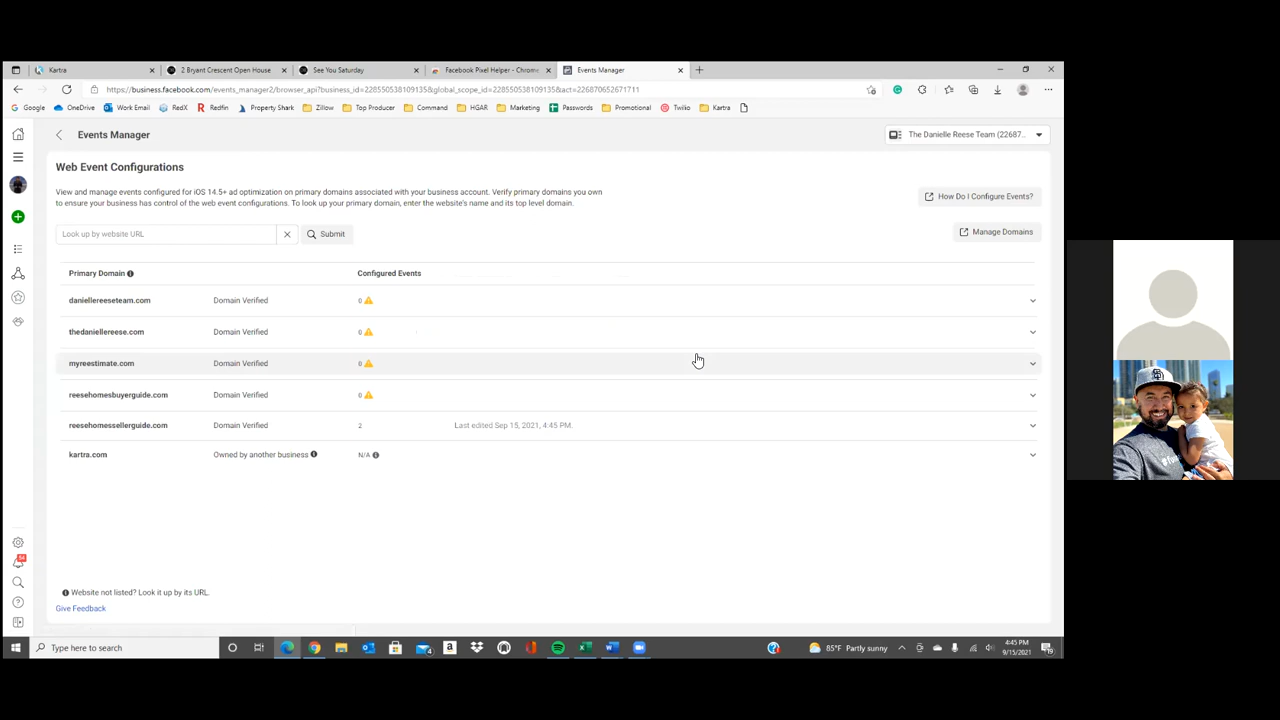 Kartra
2 Bryant Crescent Open House
See You Saturday
Facebook Pixel Helper - Chrome
Events Manager
https://business.facebook.com/events_manager2/browser_api?business_id=228550538109135&global_scope_id=228550538109135&act=226870652671711
Google OneDrive Work Email RedX Redfin Property Shark Zillow Top Producer Command HGAR Marketing Passwords Promotional Twilio Kartra
Events Manager
The Danielle Reese Team (22687...
Web Event Configurations
View and manage events configured for iOS 14.5+ ad optimization on primary domains associated with your business account. Verify primary domains you own
to ensure your business has control of the web event configurations. To look up your primary domain, enter the website's name and its top level domain.
How Do I Configure Events?
Look up by website URL
Submit
Manage Domains
Primary Domain Configured Events
daniellereeseteam.com Domain Verified 0
thedaniellereese.com Domain Verified 0
myreestimate.com Domain Verified 0
reesehomesbuyerguide.com Domain Verified 0
reesehomessellerguide.com Domain Verified 2 Last edited Sep 15, 2021, 4:45 PM.
kartra.com Owned by another business N/A
Website not listed? Look it up by its URL.
Give Feedback
Type here to search
85°F Partly sunny
4:45 PM
9/15/2021